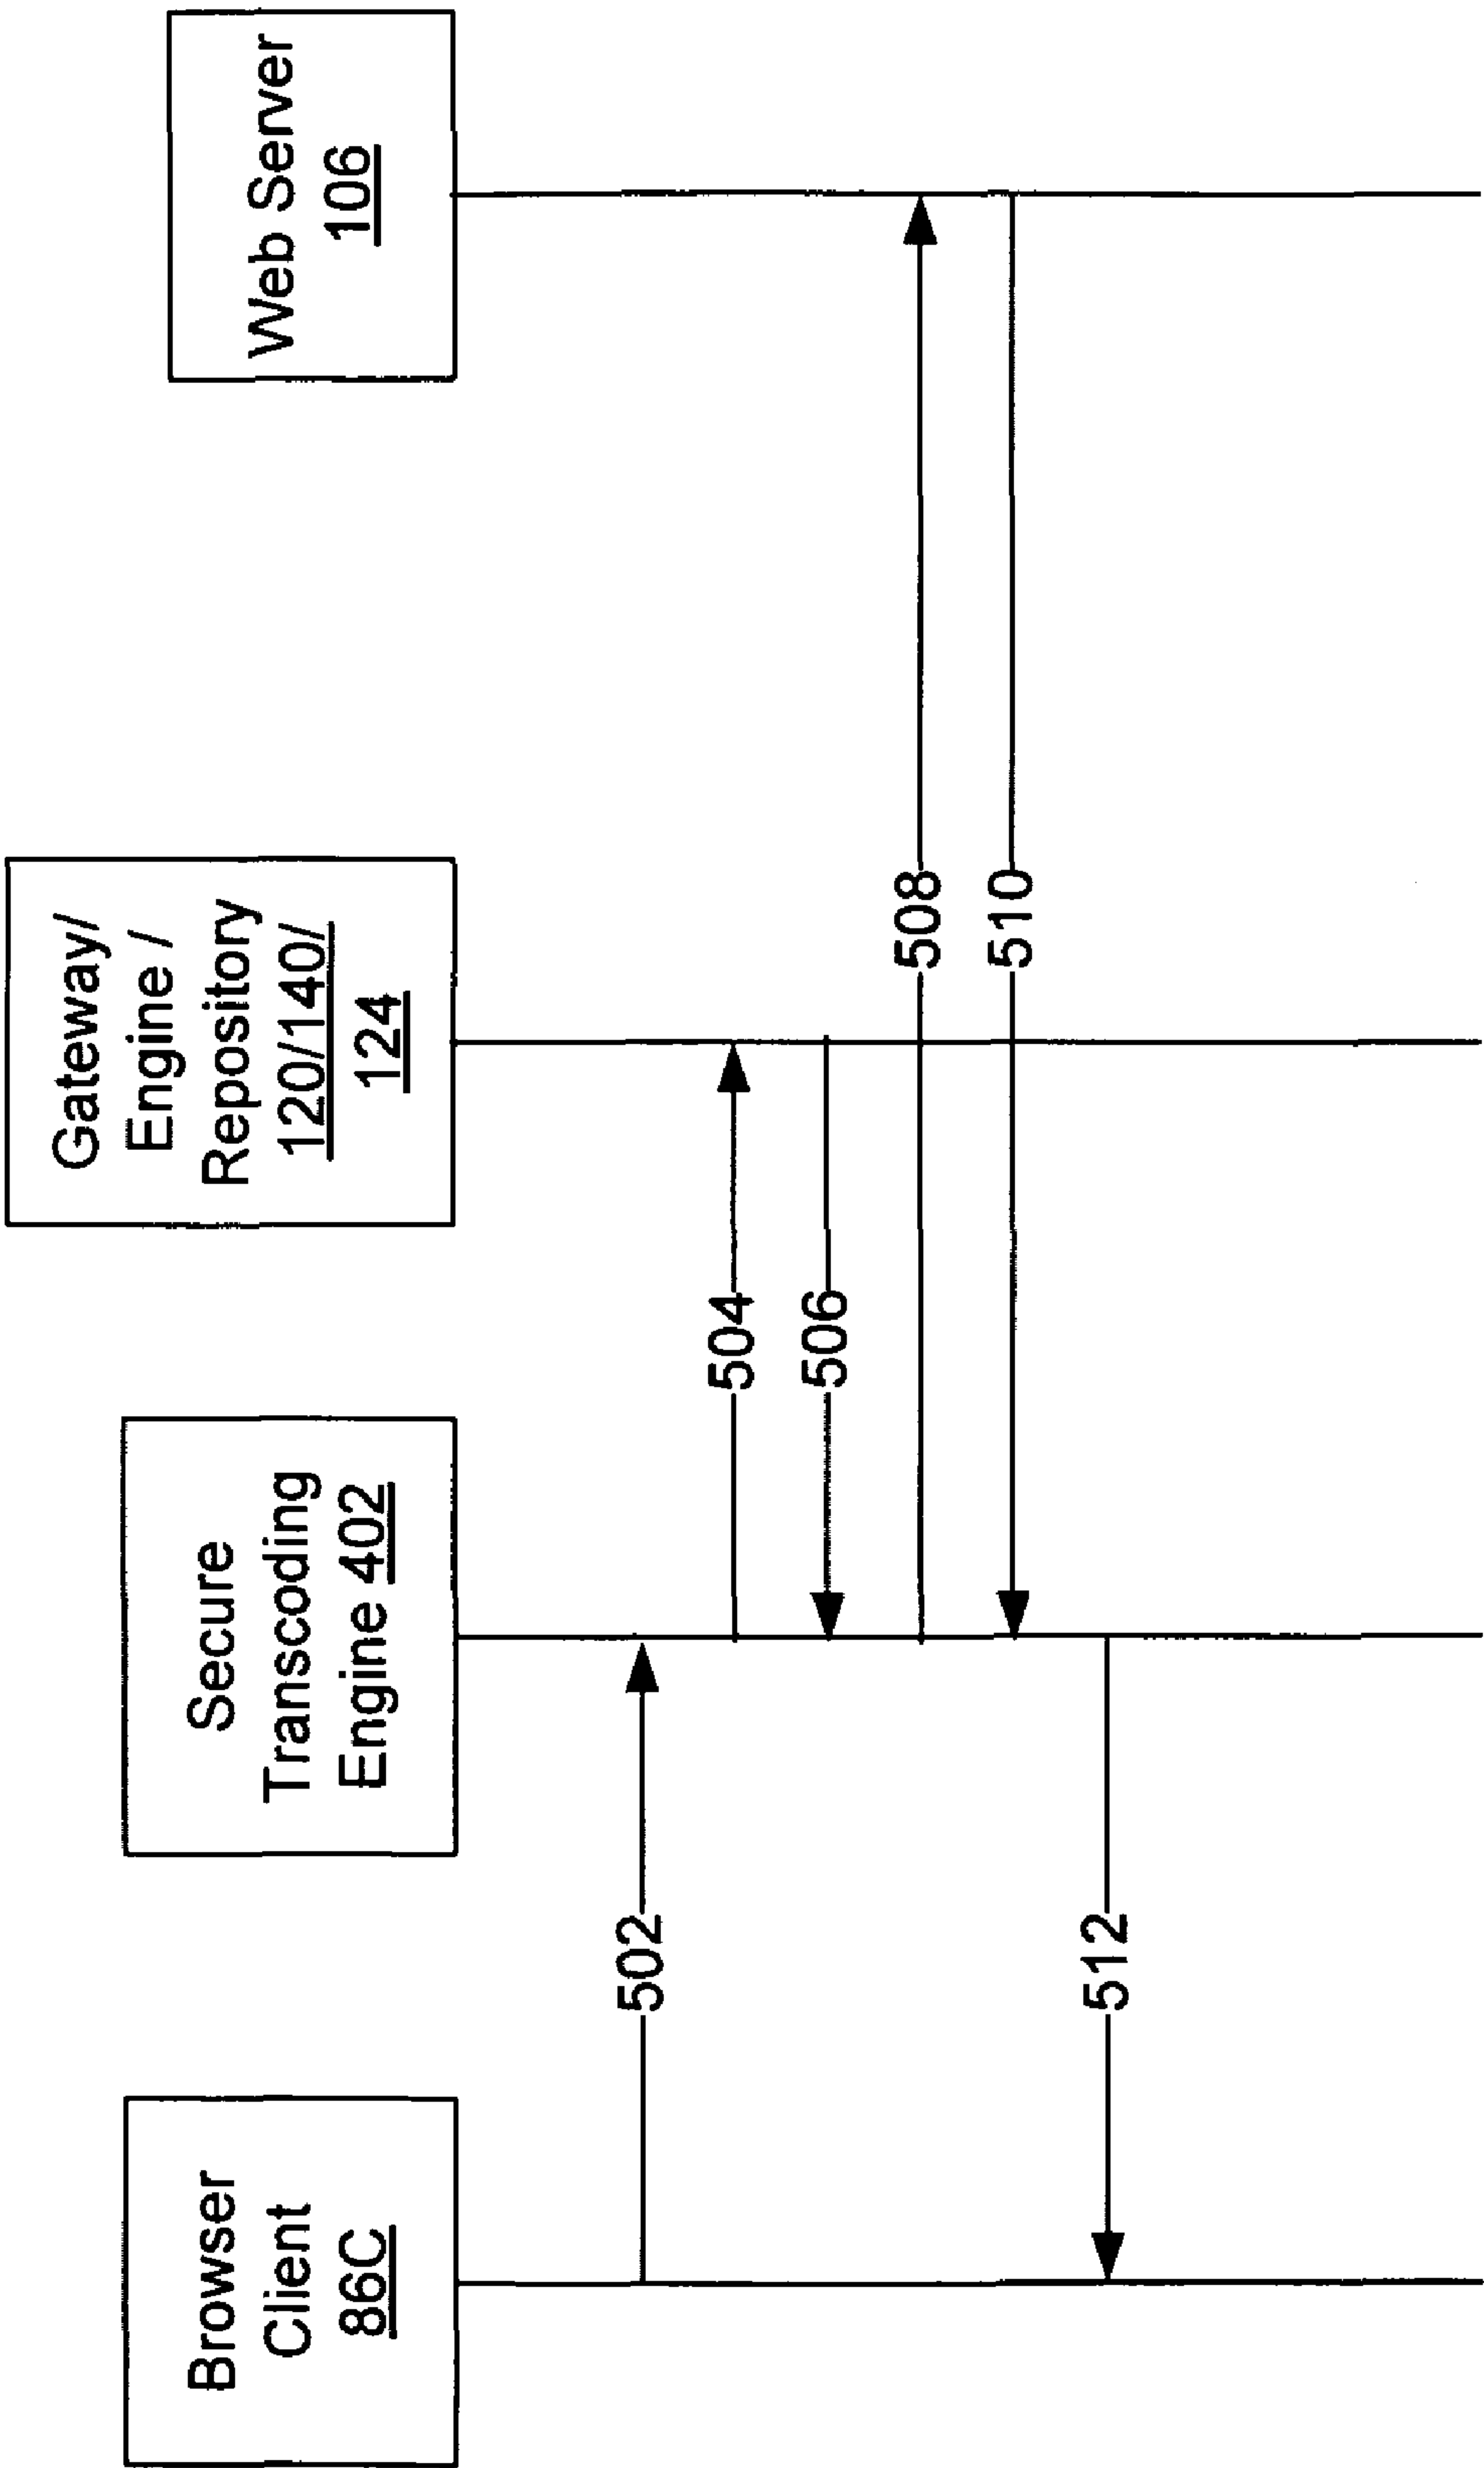 Browser
Client
86C
Secure
Transcoding
Engine 402
Gateway/
Engine /
Repository
120/140/
124
Web Server
106
502
504
506
508
510
512